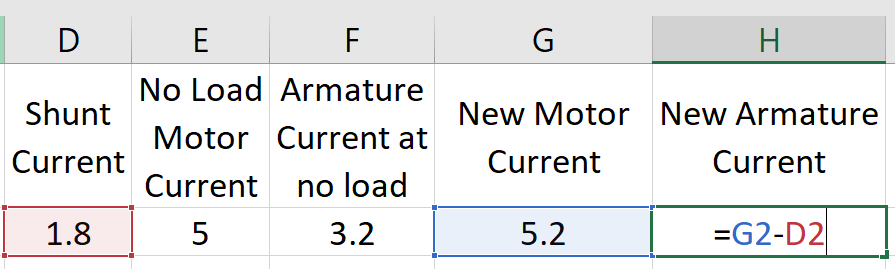 D E F G H
Shunt Current
No Load Motor Current
Armature Current at no load
New Motor Current
New Armature Current
1.8 5 3.2 5.2 =G2-D2